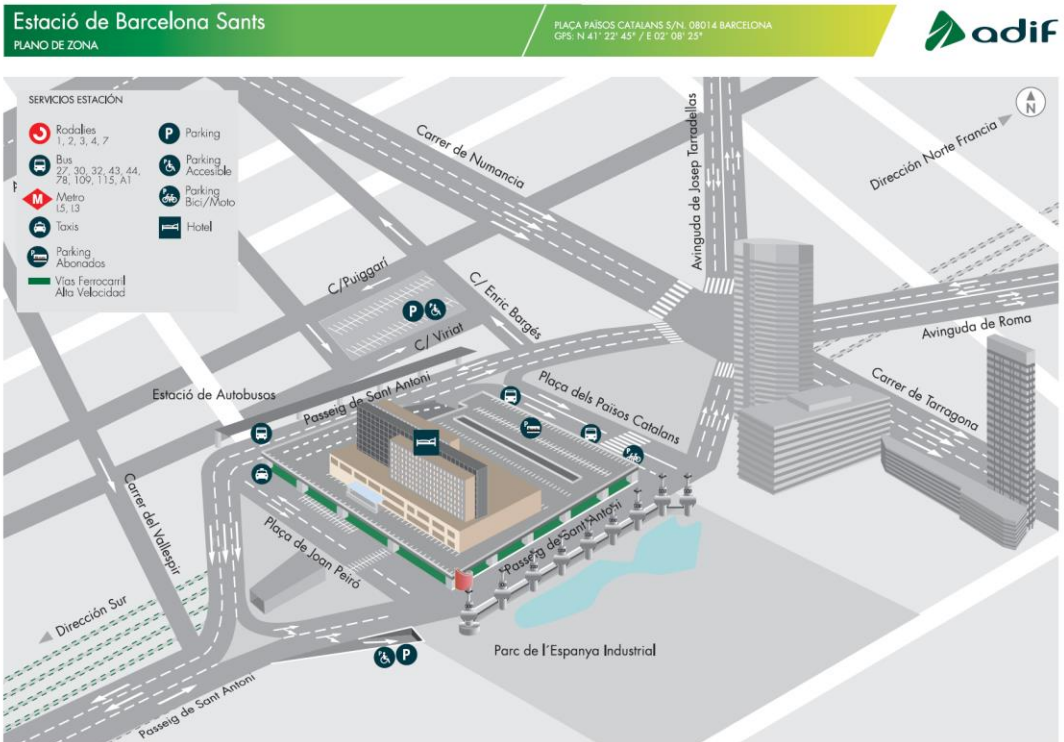 Estació de Barcelona Sants
PLANO DE ZONA
PLAÇA PAÏSOS CATALANS S/N. 08014 BARCELONA
GPS: N 41° 22' 45" / E 02° 08' 25"
adif
SERVICIOS ESTACIÓN
Rodalies
1, 2, 3, 4, 7
Bus
27, 30, 32, 43, 44,
78, 109, 115, A1
M
Metro
L5, L3
Taxis
Parking
Abonados
Vías Ferrocarril
Alta Velocidad
P
Parking
Parking
Accesible
Parking
Bici/Moto
Hotel
N
Dirección Norte Francia
Carrer de Numancia
Avinguda de Josep Tarradellas
C/Puiggarí
P
C/ Enric Bargés
C/ Viriat
Avinguda de Roma
Estació de Autobusos
Passeig de Sant Antoni
Plaça dels Països Catalans
Carrer de Tarragona
Carrer del Vallespir
Plaça de Joan Peiró
Passeig de Sant Antoni
Dirección Sur
Parc de l´Espanya Industrial
P
Passeig de Sant Antoni